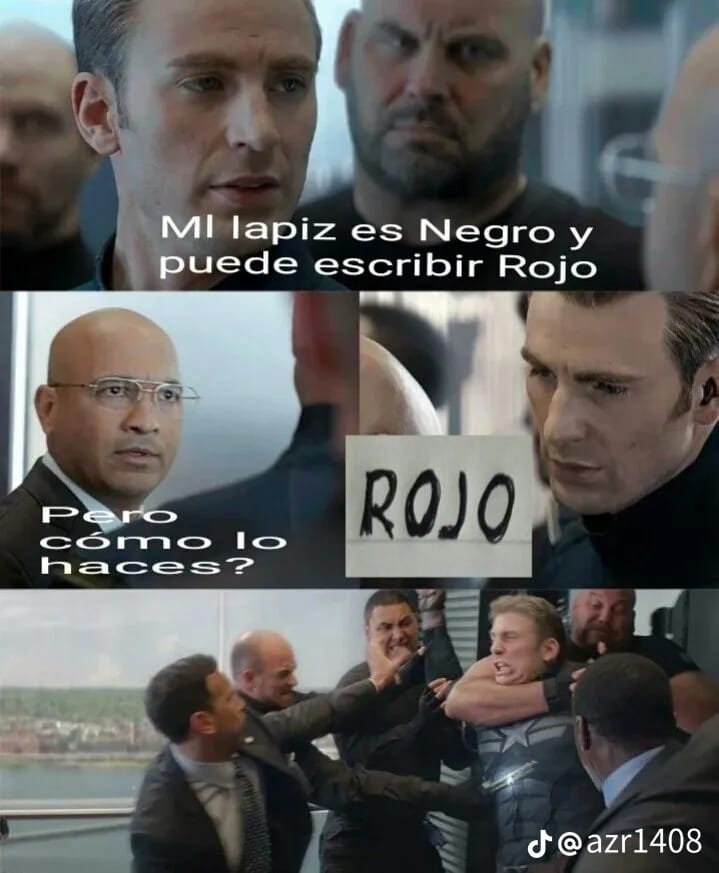 MI lapiz es Negro y
puede escribir Rojo
Pero
cómo lo
haces?
ROJO
@azr1408